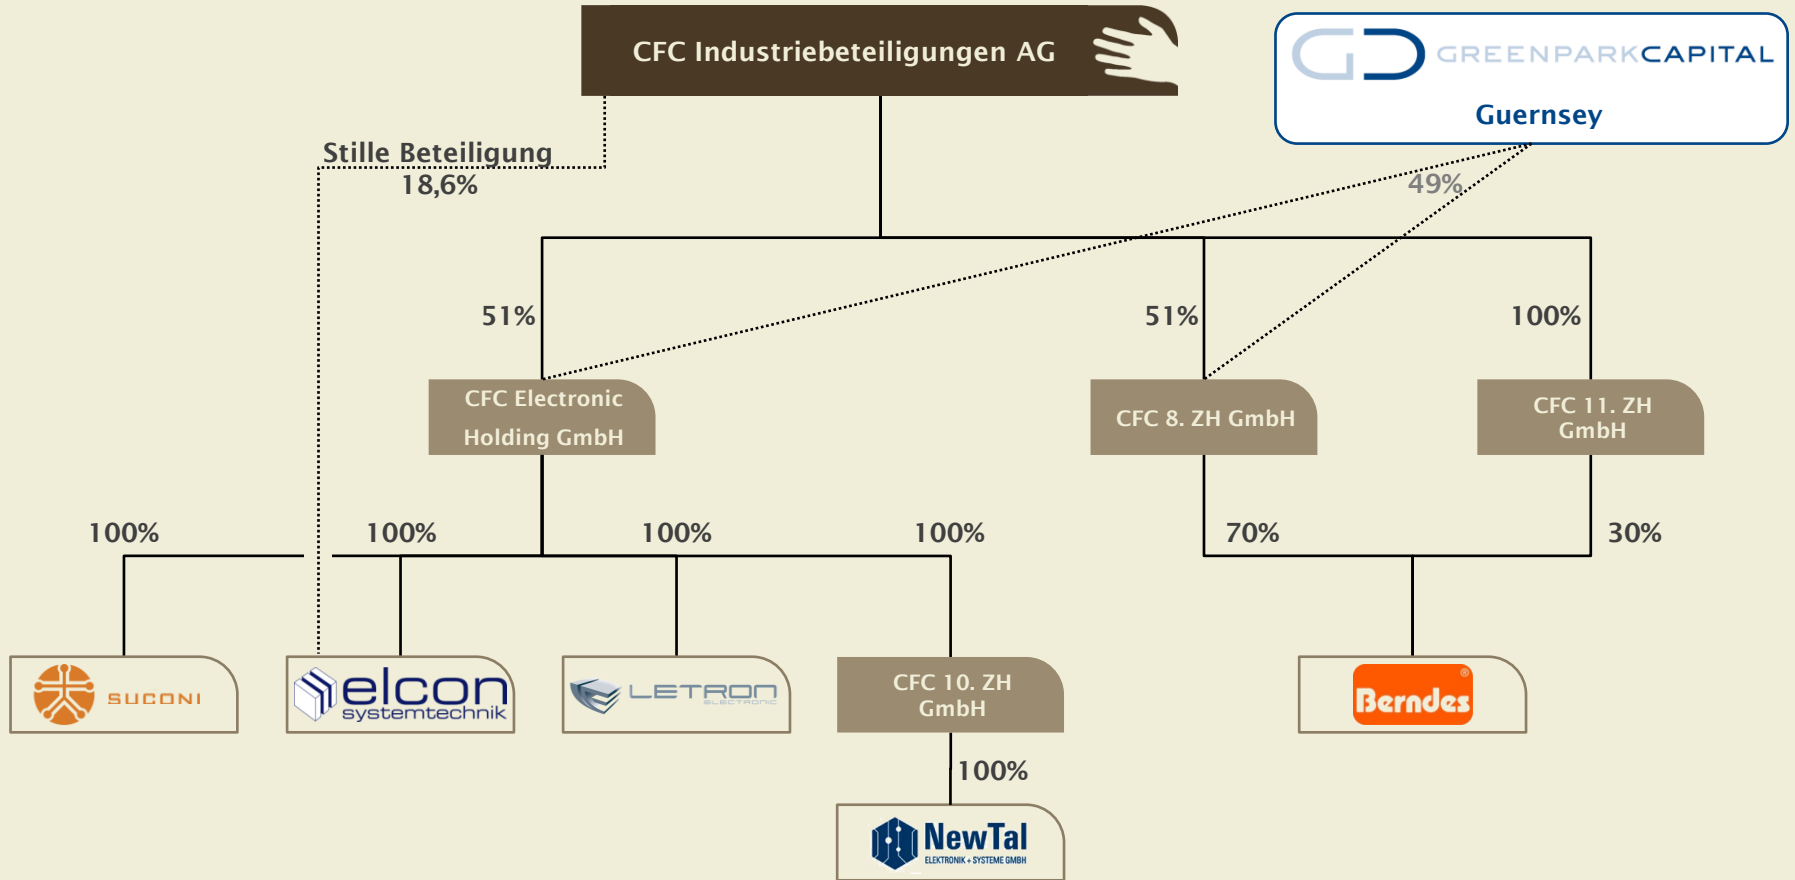 CFC Industriebeteiligungen AG
GREENPARKCAPITAL
Guernsey
Stille Beteiligung
18,6%
49%
51%
51%
100%
CFC Electronic
Holding GmbH
CFC 8. ZH GmbH
CFC 11. ZH
GmbH
100%
100%
100%
100%
70%
30%
SUCONI
elcon
systemtechnik
LETRON
ELECTRONIC
CFC 10. ZH
GmbH
Berndes
®
100%
NewTal
ELEKTRONIK + SYSTEME GMBH